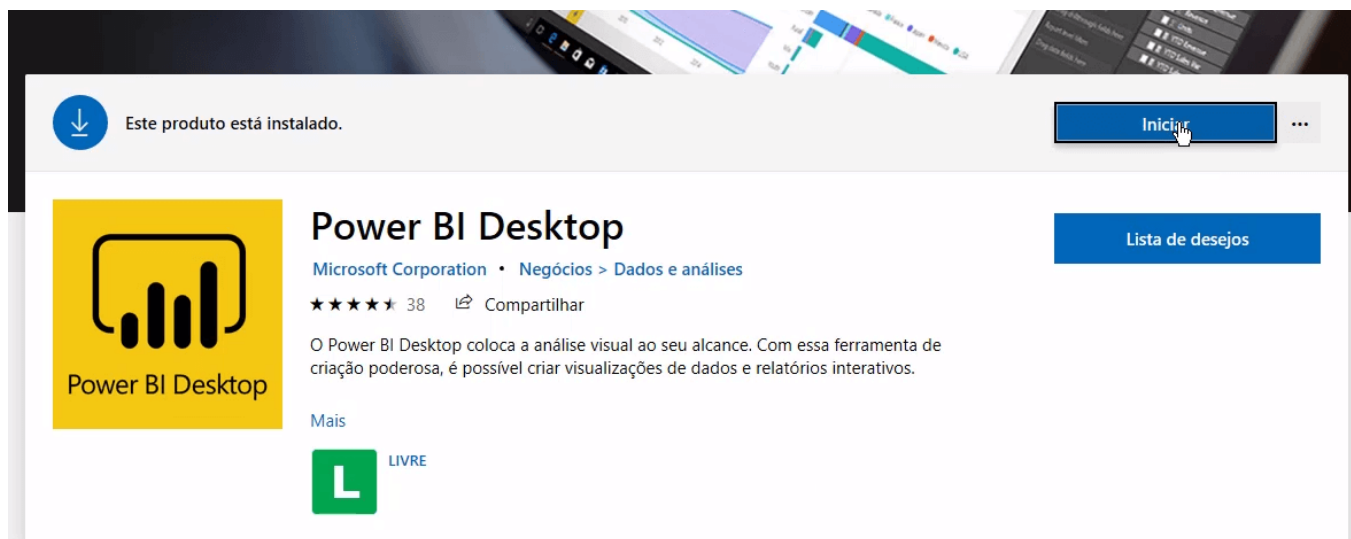 Este produto está instalado.
Iniciar
...
Power BI Desktop
Power BI Desktop
Microsoft Corporation • Negócios > Dados e análises
38 Compartilhar
O Power BI Desktop coloca a análise visual ao seu alcance. Com essa ferramenta de
criação poderosa, é possível criar visualizações de dados e relatórios interativos.
Lista de desejos
Mais
L
LIVRE